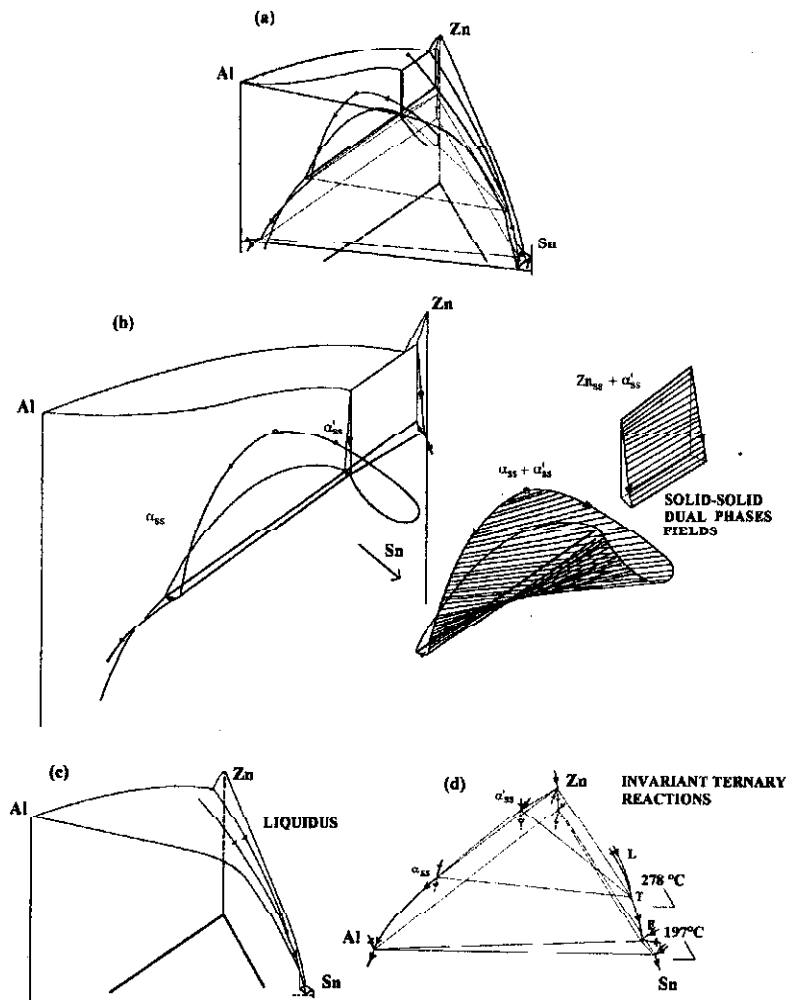 (a)
Zn
Al
Sn
(b)
Zn
Al
α'ss
αss
Sn
Znss + α'ss
αss + α'ss
SOLID-SOLID
DUAL PHASES
FIELDS
(c)
Zn
Al
LIQUIDUS
Sn
(d)
Zn
INVARIANT TERNARY
REACTIONS
α'ss
L
αss
278 °C
T
Al
E
197°C
Sn